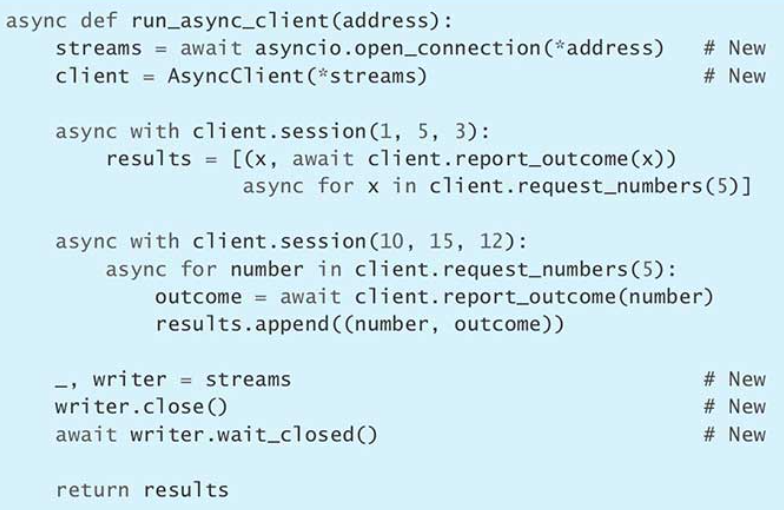 async def run_async_client(address):
    streams = await asyncio.open_connection(*address)   # New
    client = AsyncClient(*streams)                      # New

    async with client.session(1, 5, 3):
        results = [(x, await client.report_outcome(x))
                   async for x in client.request_numbers(5)]

    async with client.session(10, 15, 12):
        async for number in client.request_numbers(5):
            outcome = await client.report_outcome(number)
            results.append((number, outcome))

    _, writer = streams                                 # New
    writer.close()                                      # New
    await writer.wait_closed()                          # New

    return results